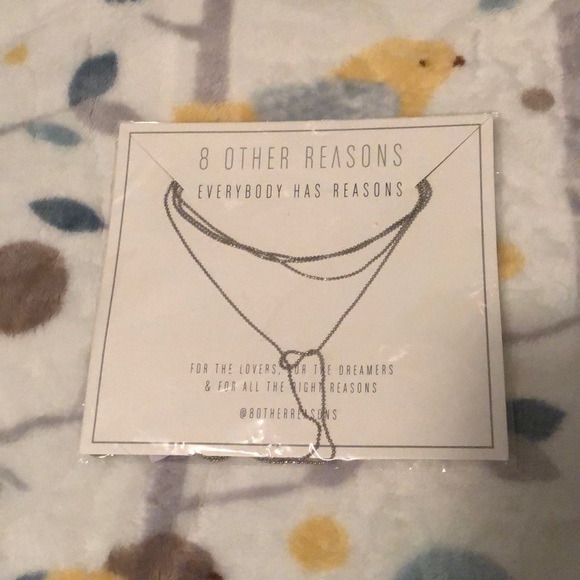 8 OTHER REASONS
EVERYBODY HAS REASONS
FOR THE LOVERS, FOR THE DREAMERS
& FOR ALL THE RIGHT REASONS
@8OTHERREASONS